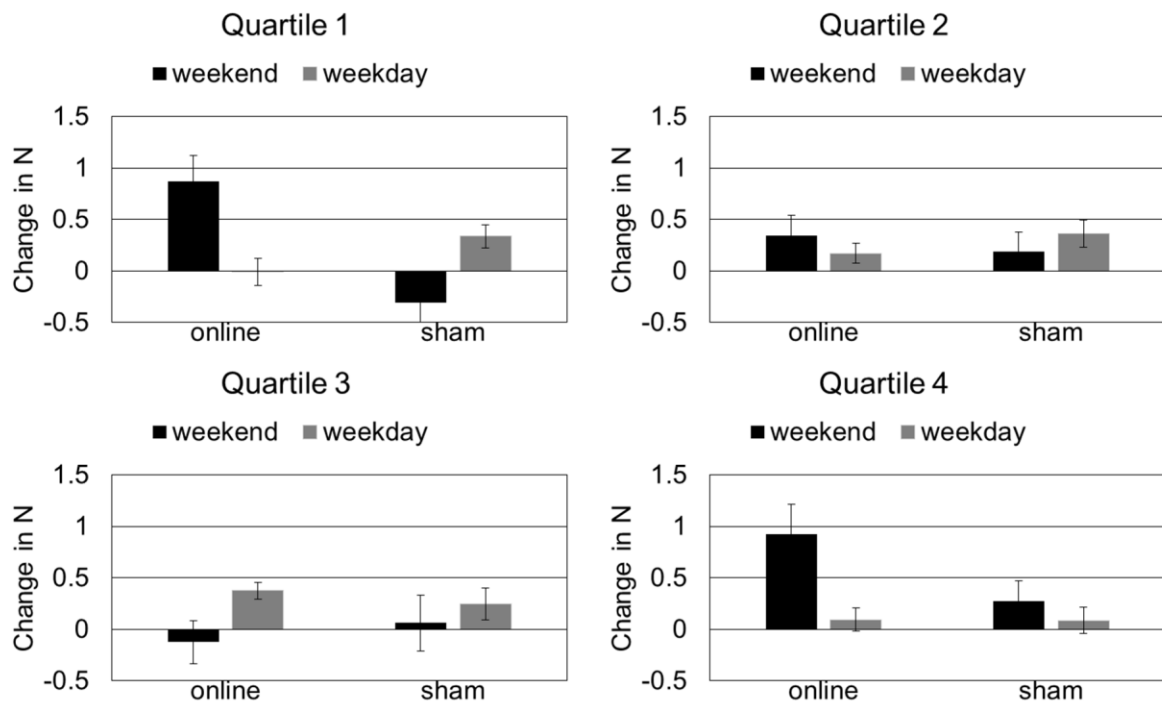 Quartile 1
weekend weekday
Change in N
1.5
1
0.5
0
-0.5
online sham
Quartile 2
weekend weekday
Change in N
1.5
1
0.5
0
-0.5
online sham
Quartile 3
weekend weekday
Change in N
1.5
1
0.5
0
-0.5
online sham
Quartile 4
weekend weekday
Change in N
1.5
1
0.5
0
-0.5
online sham